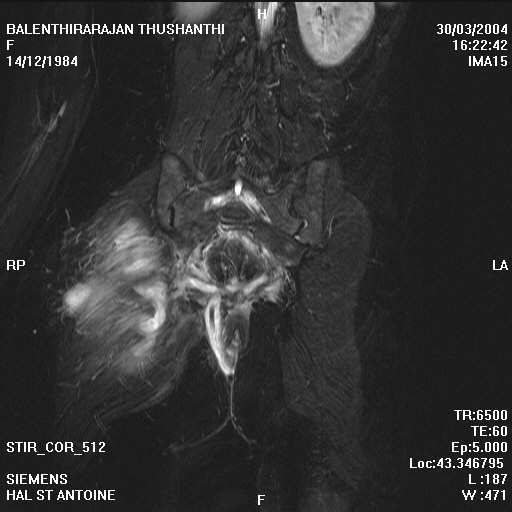 H
BALENTHIRARAJAN THUSHANTHI
F
14/12/1984
30/03/2004
16:22:42
IMA15
RP
LA
TR:6500
TE:60
Ep:5.000
Loc:43.346795
L :187
W :471
STIR_COR_512
SIEMENS
HAL ST ANTOINE
F